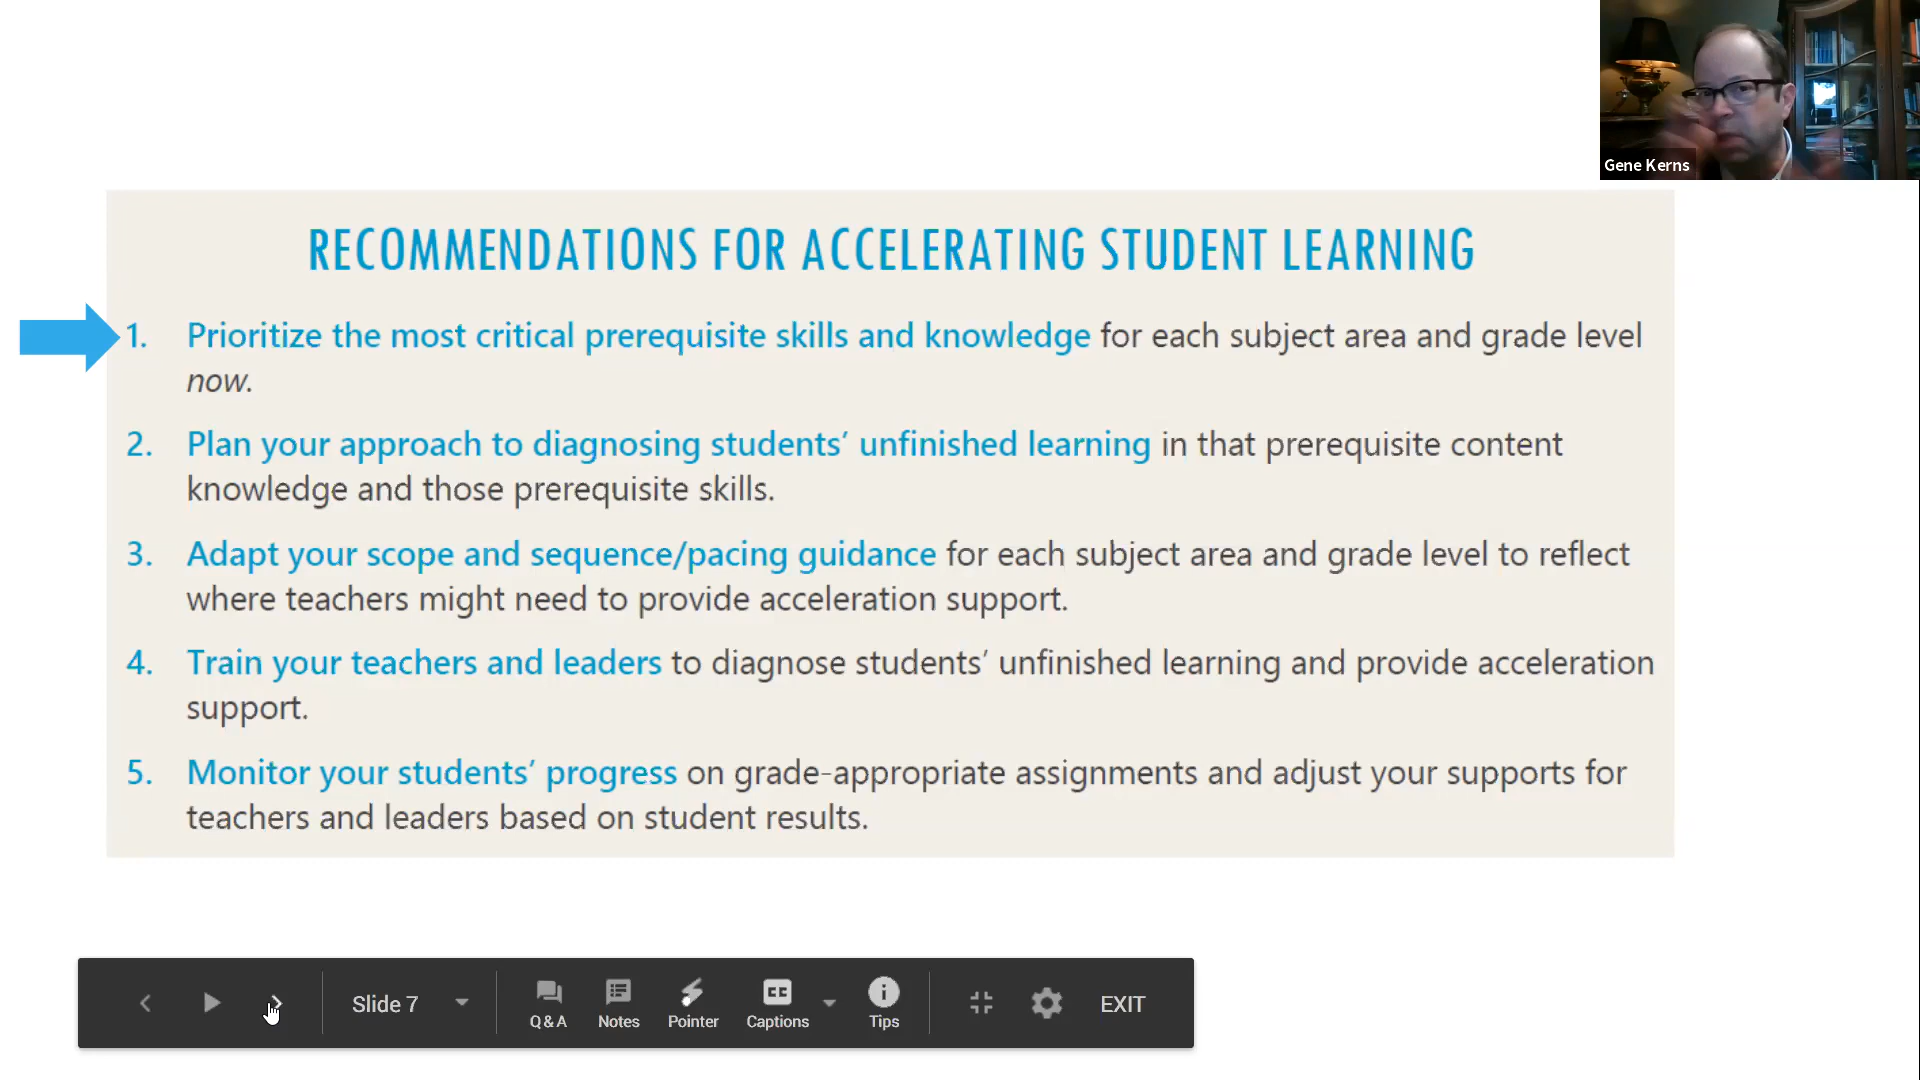 Gene Kerns
RECOMMENDATIONS FOR ACCELERATING STUDENT LEARNING
1. Prioritize the most critical prerequisite skills and knowledge for each subject area and grade level
now.
2. Plan your approach to diagnosing students’ unfinished learning in that prerequisite content
knowledge and those prerequisite skills.
3. Adapt your scope and sequence/pacing guidance for each subject area and grade level to reflect
where teachers might need to provide acceleration support.
4. Train your teachers and leaders to diagnose students’ unfinished learning and provide acceleration
support.
5. Monitor your students’ progress on grade-appropriate assignments and adjust your supports for
teachers and leaders based on student results.
Slide 7
Q&A
Notes
Pointer
CC
Captions
Tips
EXIT